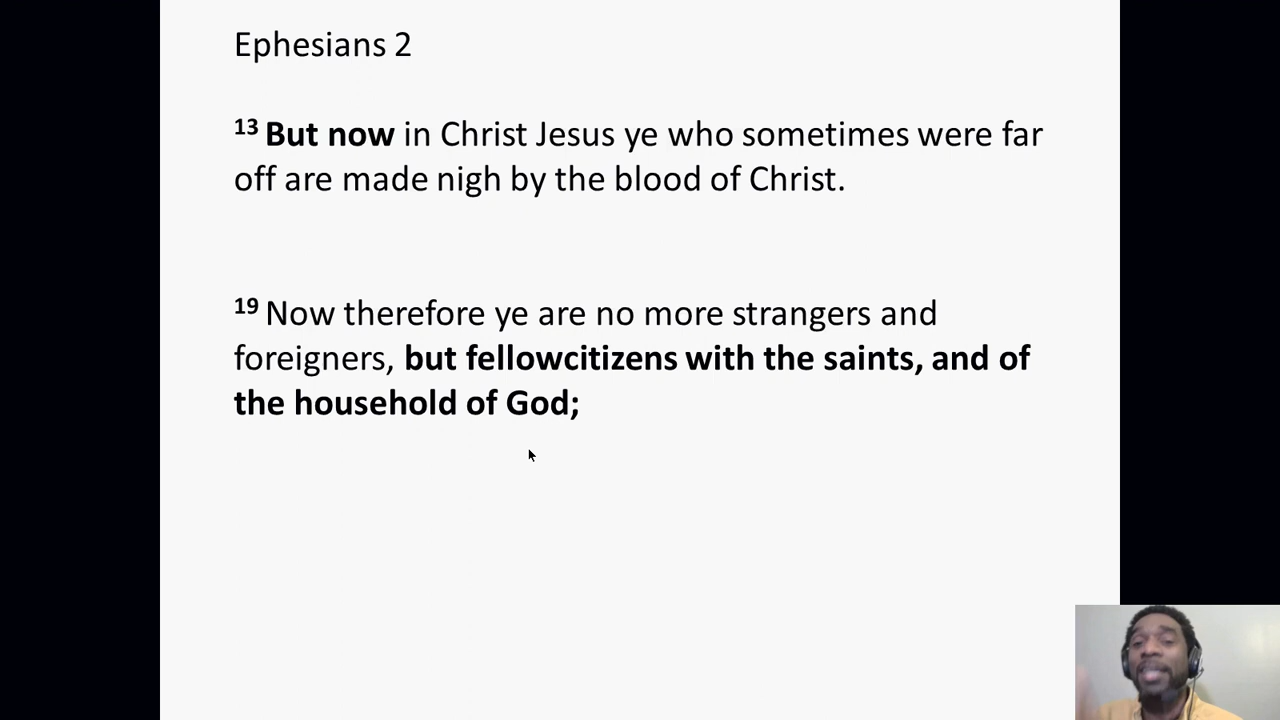 Ephesians 2
13 But now in Christ Jesus ye who sometimes were far
off are made nigh by the blood of Christ.
19 Now therefore ye are no more strangers and
foreigners, but fellowcitizens with the saints, and of
the household of God;